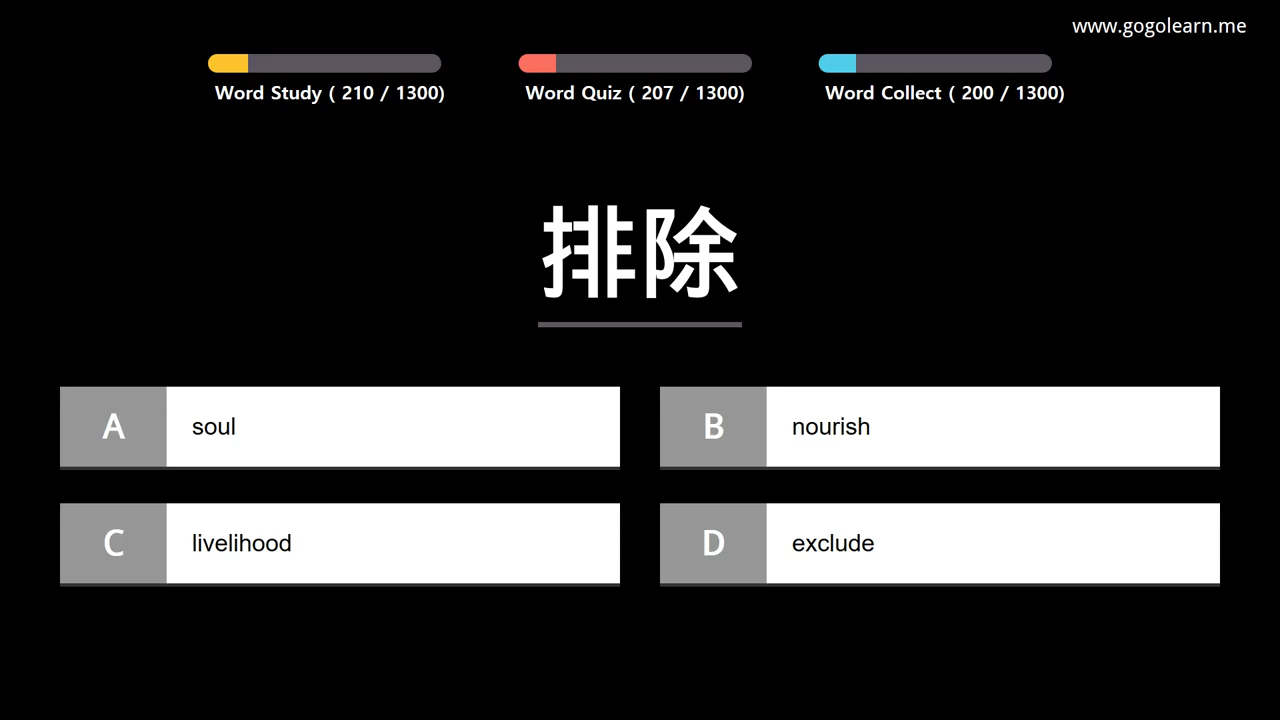 www.gogolearn.me
Word Study ( 210 / 1300)
Word Quiz ( 207 / 1300)
Word Collect ( 200 / 1300)
排除
A soul
B nourish
C livelihood
D exclude